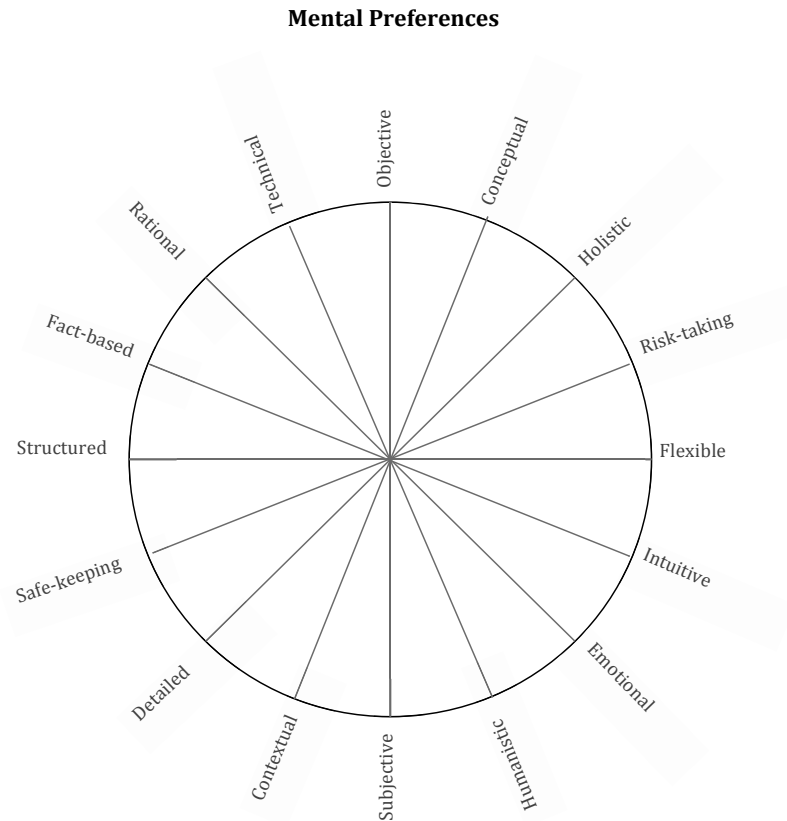 Mental Preferences
Objective
Conceptual
Holistic
Risk-taking
Flexible
Intuitive
Emotional
Humanistic
Subjective
Contextual
Detailed
Safe-keeping
Structured
Fact-based
Rational
Technical